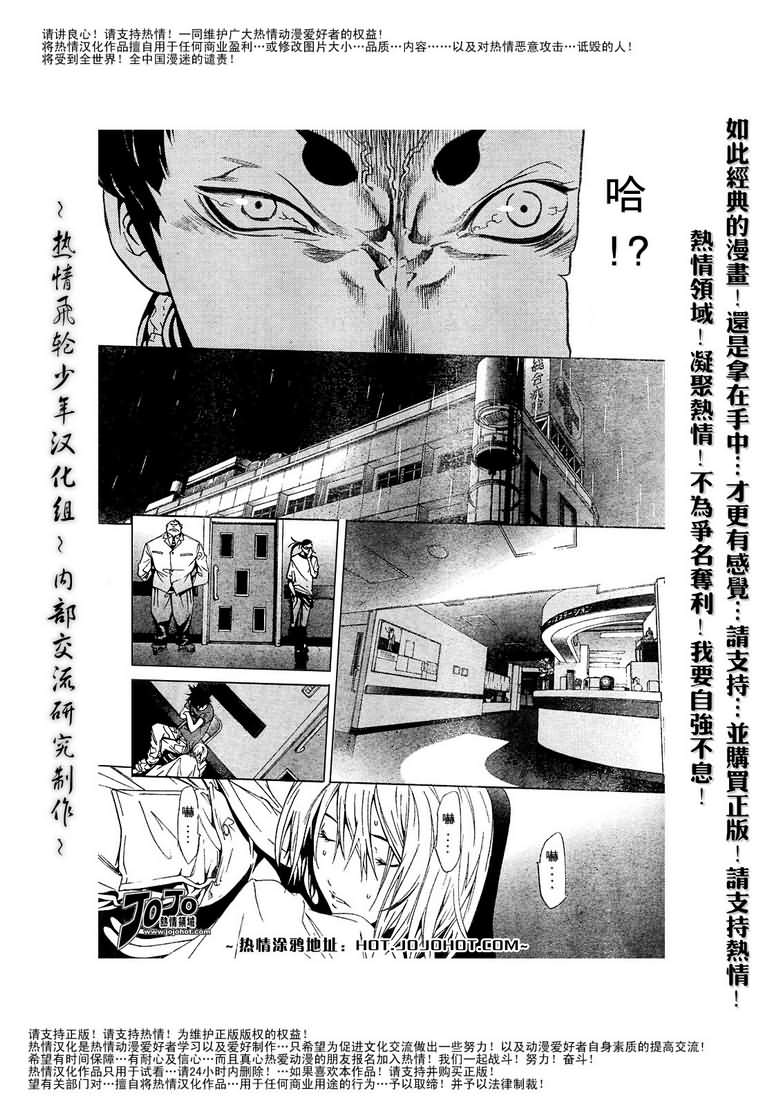 请讲良心！请支持热情！一同维护广大热情动漫爱好者的权益！
将热情汉化作品擅自用于任何商业盈利…或修改图片大小…品质…内容……以及对热情恶意攻击…诋毁的人！
将受到全世界！全中国漫迷的谴责！
如此經典的漫畫！還是拿在手中…才更有感覺…請支持…並購買正版！請支持熱情！
熱情領域！凝聚熱情！不為爭名奪利！我要自強不息！
~热情飛轮少年汉化组~内部交流研究制作~
哈
！？
ステーション
嚇…
嚇…
嚇…
JOJO
熱情領域
www.jojohot.com
~热情涂鸦地址：HOT.JOJOHOT.COM~
请支持正版！请支持热情！为维护正版版权的权益！
热情汉化是热情动漫爱好者学习以及爱好制作…只希望为促进文化交流做出一些努力！以及动漫爱好者自身素质的提高交流！
希望有时间保障…有耐心及信心…而且真心热爱动漫的朋友报名加入热情！我们一起战斗！努力！奋斗！
热情汉化作品只用于试看…请24小时内删除！…如果喜欢本作品！请支持并购买正版！
望有关部门对…擅自将热情汉化作品…用于任何商业用途的行为…予以取缔！并予以法律制裁！